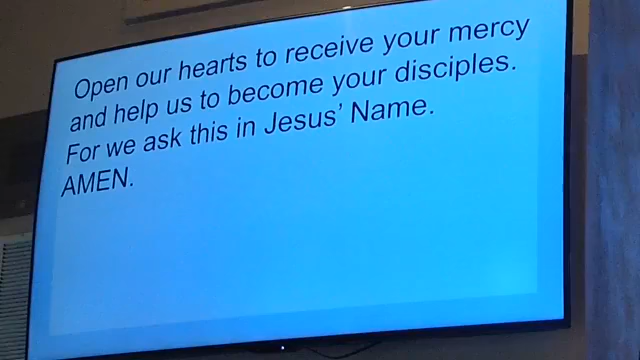 Open our hearts to receive your mercy
and help us to become your disciples.
For we ask this in Jesus’ Name.
AMEN.